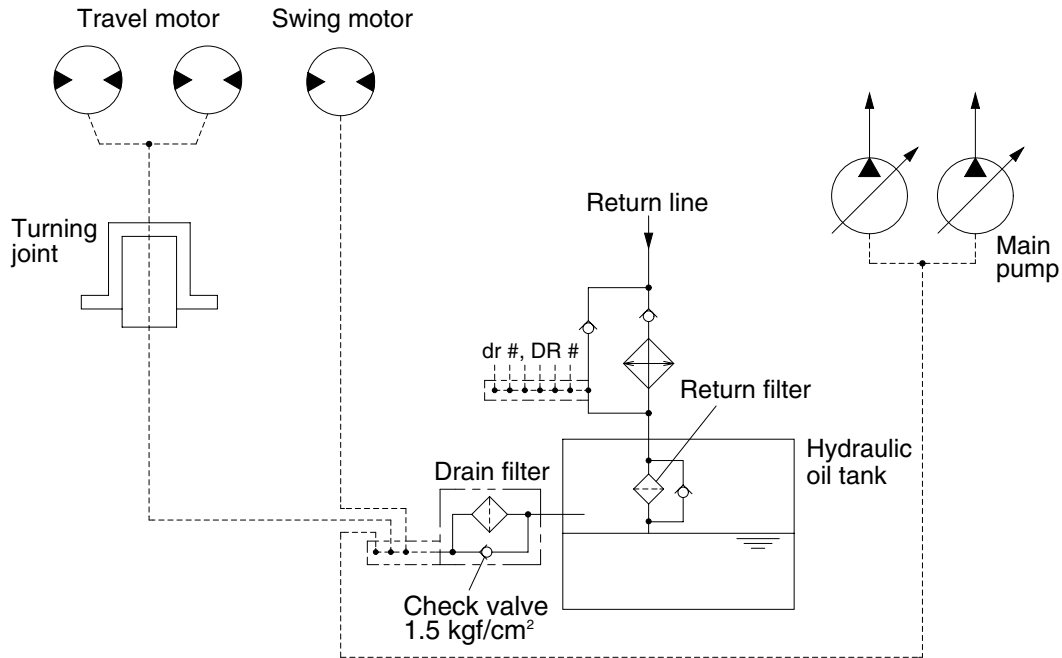 Travel motor
Swing motor
Turning
joint
Return line
Main
pump
dr #, DR #
Return filter
Hydraulic
oil tank
Drain filter
Check valve
1.5 kgf/cm²